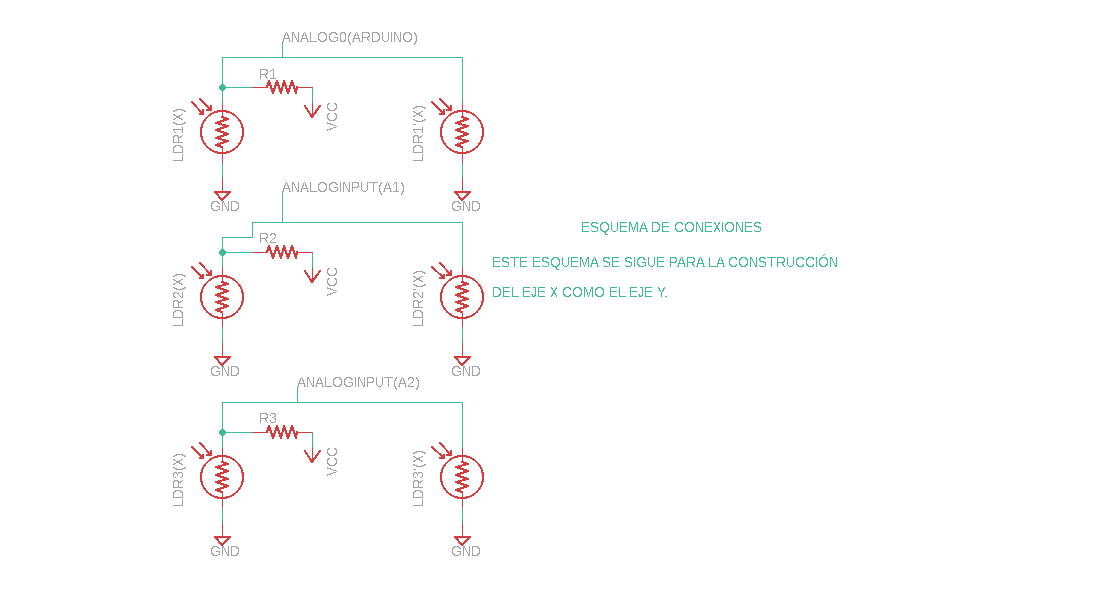 ANALOG0(ARDUINO)
R1
VCC
LDR1(X)
LDR1'(X)
GND
GND
ANALOGINPUT(A1)
R2
VCC
LDR2(X)
LDR2'(X)
GND
GND
ESQUEMA DE CONEXIONES
ESTE ESQUEMA SE SIGUE PARA LA CONSTRUCCIÓN
DEL EJE X COMO EL EJE Y.
ANALOGINPUT(A2)
R3
VCC
LDR3(X)
LDR3'(X)
GND
GND